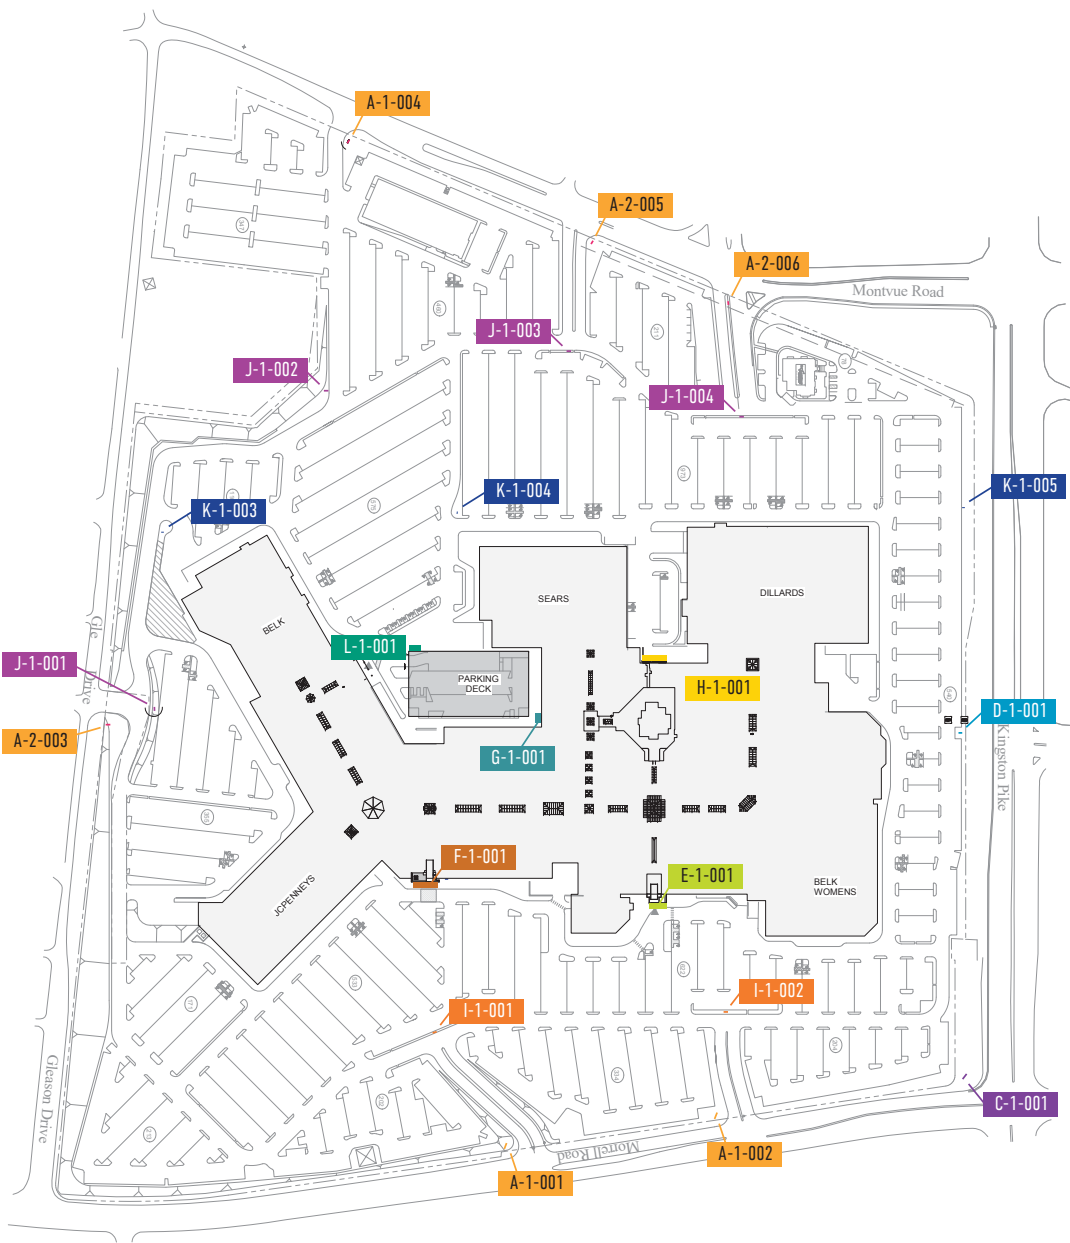 A-1-004
A-2-005
A-2-006
Montvue Road
J-1-003
J-1-002
J-1-004
K-1-004
K-1-005
K-1-003
SEARS
DILLARDS
BELK
L-1-001
J-1-001
Gle
Drive
PARKING
DECK
H-1-001
D-1-001
A-2-003
G-1-001
Kingston Pike
F-1-001
E-1-001
JCPENNEYS
BELK
WOMENS
I-1-002
I-1-001
Gleason Drive
C-1-001
Morrell Road
A-1-002
A-1-001